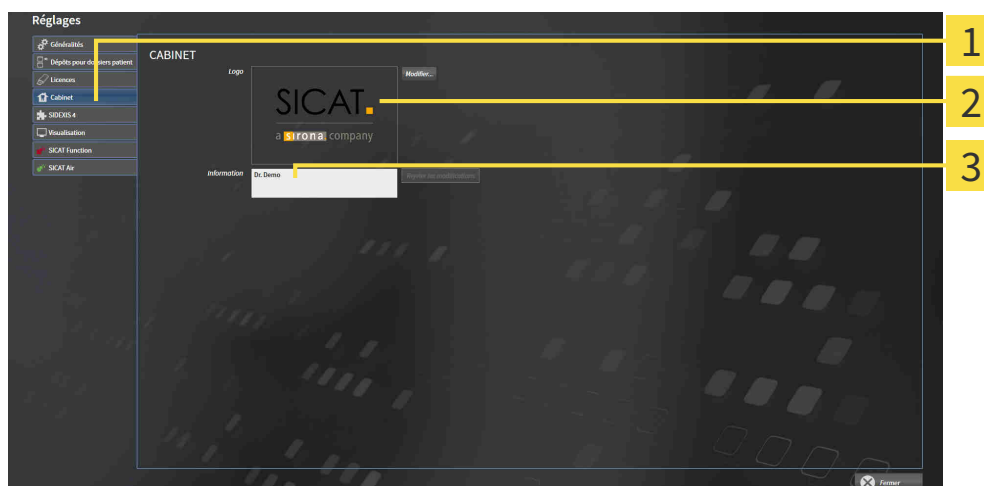 Réglages
Généralités
Dépôts pour dossiers patient
Licences
Cabinet
SIDEXIS 4
Visualisation
SICAT Function
SICAT Air
CABINET
Logo
SICAT.
a sirona. company
Modifier...
Information
Dr. Demo
Rejeter les modifications
Fermer
1
2
3